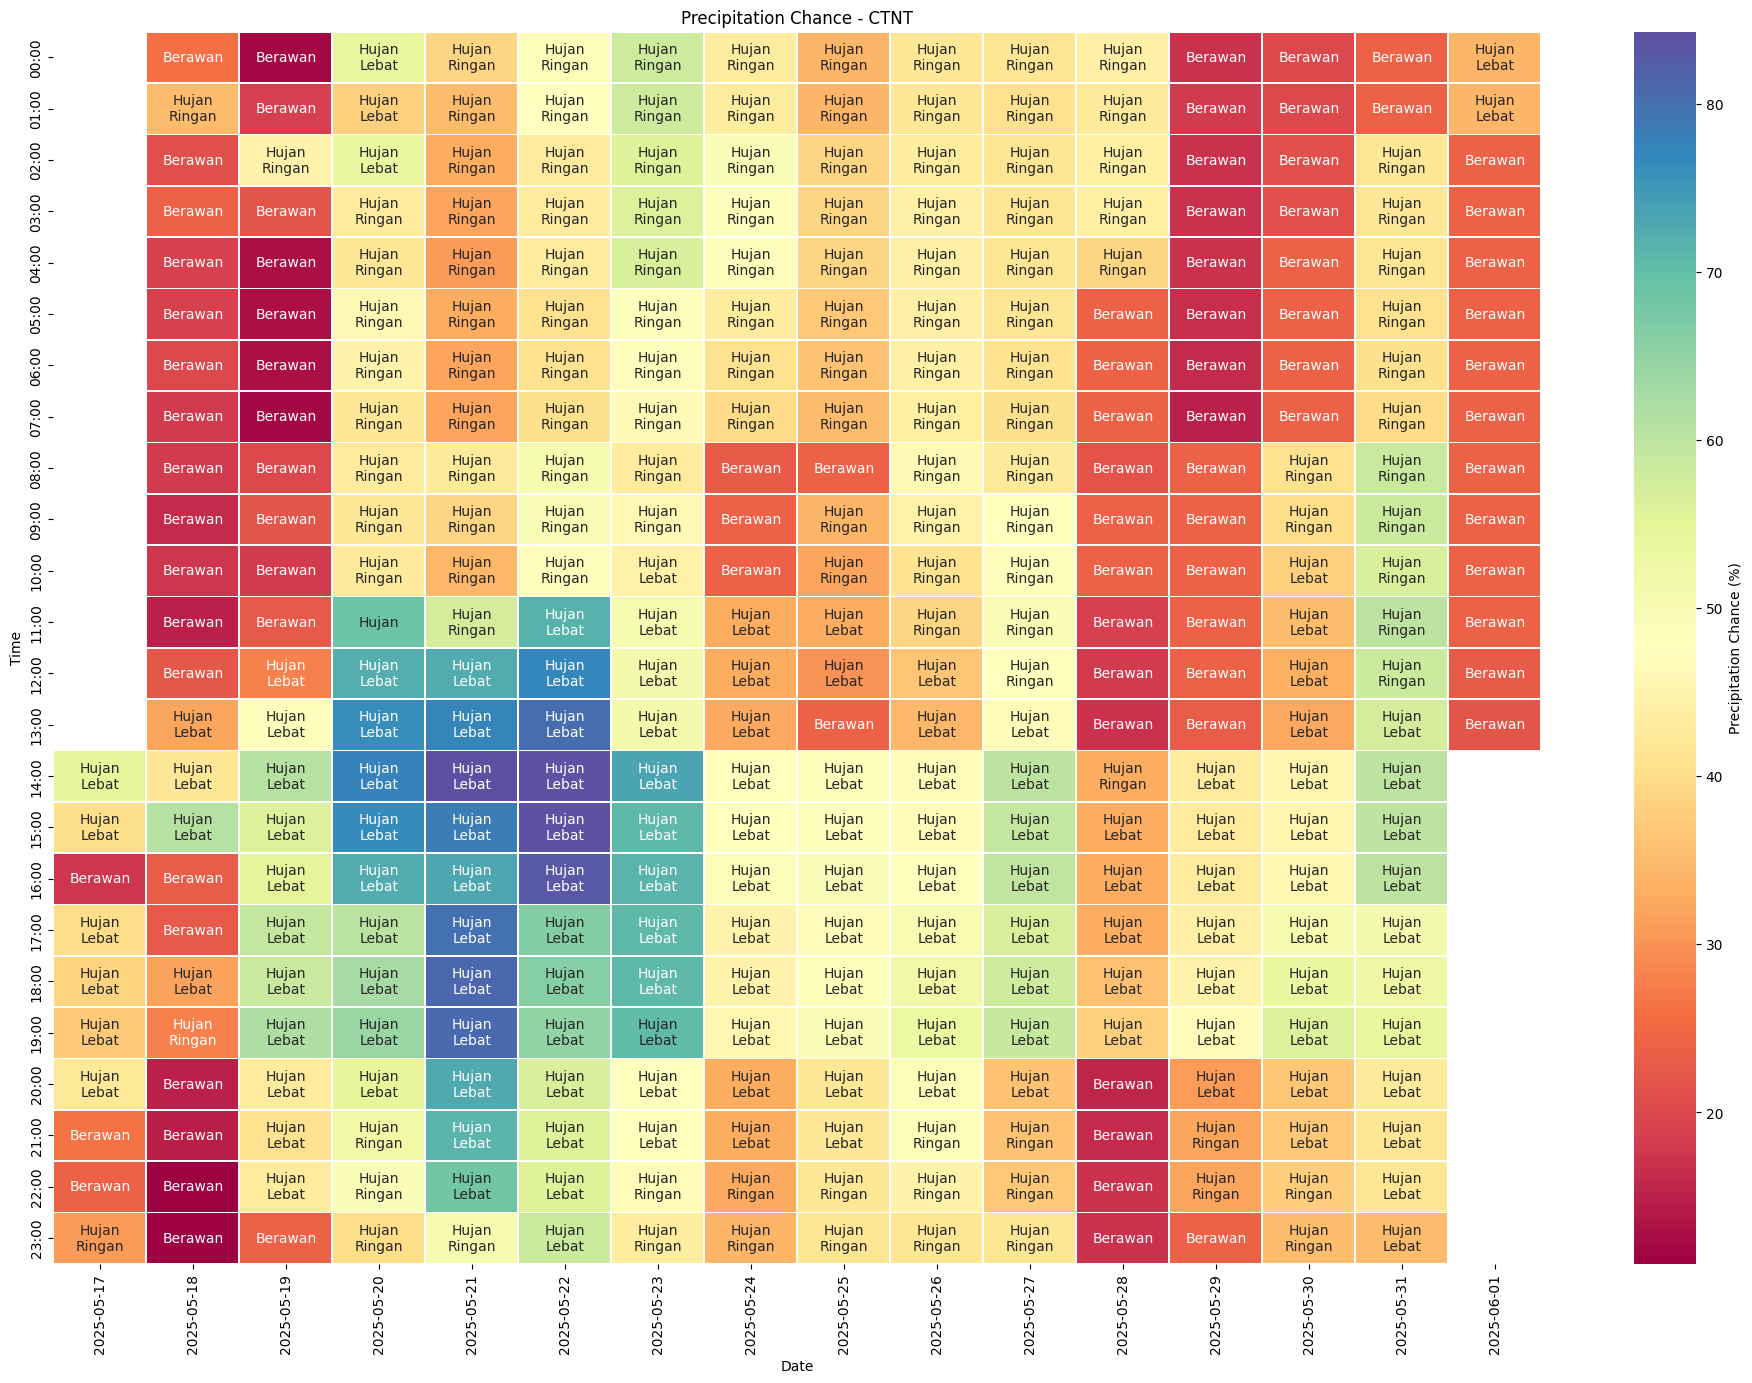 Precipitation Chance - CTNT
00:00 Berawan Berawan Hujan Lebat Hujan Ringan Hujan Ringan Hujan Ringan Hujan Ringan Hujan Ringan Hujan Ringan Hujan Ringan Hujan Ringan Berawan Berawan Berawan Hujan Lebat
01:00 Hujan Ringan Berawan Hujan Lebat Hujan Ringan Hujan Ringan Hujan Ringan Hujan Ringan Hujan Ringan Hujan Ringan Hujan Ringan Hujan Ringan Berawan Berawan Berawan Hujan Lebat
02:00 Berawan Hujan Ringan Hujan Lebat Hujan Ringan Hujan Ringan Hujan Ringan Hujan Ringan Hujan Ringan Hujan Ringan Hujan Ringan Hujan Ringan Berawan Berawan Hujan Ringan Berawan
03:00 Berawan Berawan Hujan Ringan Hujan Ringan Hujan Ringan Hujan Ringan Hujan Ringan Hujan Ringan Hujan Ringan Hujan Ringan Hujan Ringan Berawan Berawan Hujan Ringan Berawan
04:00 Berawan Berawan Hujan Ringan Hujan Ringan Hujan Ringan Hujan Ringan Hujan Ringan Hujan Ringan Hujan Ringan Hujan Ringan Hujan Ringan Berawan Berawan Hujan Ringan Berawan
05:00 Berawan Berawan Hujan Ringan Hujan Ringan Hujan Ringan Hujan Ringan Hujan Ringan Hujan Ringan Hujan Ringan Hujan Ringan Berawan Berawan Berawan Hujan Ringan Berawan
06:00 Berawan Berawan Hujan Ringan Hujan Ringan Hujan Ringan Hujan Ringan Hujan Ringan Hujan Ringan Hujan Ringan Hujan Ringan Berawan Berawan Berawan Hujan Ringan Berawan
07:00 Berawan Berawan Hujan Ringan Hujan Ringan Hujan Ringan Hujan Ringan Hujan Ringan Hujan Ringan Hujan Ringan Hujan Ringan Berawan Berawan Berawan Hujan Ringan Berawan
08:00 Berawan Berawan Hujan Ringan Hujan Ringan Hujan Ringan Hujan Ringan Berawan Berawan Hujan Ringan Hujan Ringan Berawan Berawan Hujan Ringan Hujan Ringan Berawan
09:00 Berawan Berawan Hujan Ringan Hujan Ringan Hujan Ringan Hujan Ringan Berawan Hujan Ringan Hujan Ringan Hujan Ringan Berawan Berawan Hujan Ringan Hujan Ringan Berawan
10:00 Berawan Berawan Hujan Ringan Hujan Ringan Hujan Ringan Hujan Lebat Berawan Hujan Ringan Hujan Ringan Hujan Ringan Berawan Berawan Hujan Lebat Hujan Ringan Berawan
11:00 Berawan Berawan Hujan Hujan Ringan Hujan Lebat Hujan Lebat Hujan Lebat Hujan Lebat Hujan Ringan Hujan Ringan Berawan Berawan Hujan Lebat Hujan Ringan Berawan
12:00 Berawan Hujan Lebat Hujan Lebat Hujan Lebat Hujan Lebat Hujan Lebat Hujan Lebat Hujan Lebat Hujan Lebat Hujan Ringan Berawan Berawan Hujan Lebat Hujan Ringan Berawan
13:00 Hujan Lebat Hujan Lebat Hujan Lebat Hujan Lebat Hujan Lebat Hujan Lebat Hujan Lebat Berawan Hujan Lebat Hujan Lebat Berawan Berawan Hujan Lebat Hujan Lebat Berawan
14:00 Hujan Lebat Hujan Lebat Hujan Lebat Hujan Lebat Hujan Lebat Hujan Lebat Hujan Lebat Hujan Lebat Hujan Lebat Hujan Lebat Hujan Lebat Hujan Ringan Hujan Lebat Hujan Lebat Hujan Lebat
15:00 Hujan Lebat Hujan Lebat Hujan Lebat Hujan Lebat Hujan Lebat Hujan Lebat Hujan Lebat Hujan Lebat Hujan Lebat Hujan Lebat Hujan Lebat Hujan Lebat Hujan Lebat Hujan Lebat Hujan Lebat
16:00 Berawan Berawan Hujan Lebat Hujan Lebat Hujan Lebat Hujan Lebat Hujan Lebat Hujan Lebat Hujan Lebat Hujan Lebat Hujan Lebat Hujan Lebat Hujan Lebat Hujan Lebat Hujan Lebat
17:00 Hujan Lebat Berawan Hujan Lebat Hujan Lebat Hujan Lebat Hujan Lebat Hujan Lebat Hujan Lebat Hujan Lebat Hujan Lebat Hujan Lebat Hujan Lebat Hujan Lebat Hujan Lebat Hujan Lebat
18:00 Hujan Lebat Hujan Lebat Hujan Lebat Hujan Lebat Hujan Lebat Hujan Lebat Hujan Lebat Hujan Lebat Hujan Lebat Hujan Lebat Hujan Lebat Hujan Lebat Hujan Lebat Hujan Lebat Hujan Lebat
19:00 Hujan Lebat Hujan Ringan Hujan Lebat Hujan Lebat Hujan Lebat Hujan Lebat Hujan Lebat Hujan Lebat Hujan Lebat Hujan Lebat Hujan Lebat Hujan Lebat Hujan Lebat Hujan Lebat Hujan Lebat
20:00 Hujan Lebat Berawan Hujan Lebat Hujan Lebat Hujan Lebat Hujan Lebat Hujan Lebat Hujan Lebat Hujan Lebat Hujan Lebat Hujan Lebat Berawan Hujan Lebat Hujan Lebat Hujan Lebat
21:00 Berawan Berawan Hujan Lebat Hujan Ringan Hujan Lebat Hujan Lebat Hujan Lebat Hujan Lebat Hujan Lebat Hujan Ringan Hujan Ringan Berawan Hujan Ringan Hujan Lebat Hujan Lebat
22:00 Berawan Berawan Hujan Lebat Hujan Ringan Hujan Lebat Hujan Lebat Hujan Ringan Hujan Ringan Hujan Ringan Hujan Ringan Hujan Ringan Berawan Hujan Ringan Hujan Ringan Hujan Lebat
23:00 Hujan Ringan Berawan Berawan Hujan Ringan Hujan Ringan Hujan Lebat Hujan Ringan Hujan Ringan Hujan Ringan Hujan Ringan Hujan Ringan Berawan Berawan Hujan Ringan Hujan Lebat
Time
2025-05-17 2025-05-18 2025-05-19 2025-05-20 2025-05-21 2025-05-22 2025-05-23 2025-05-24 2025-05-25 2025-05-26 2025-05-27 2025-05-28 2025-05-29 2025-05-30 2025-05-31 2025-06-01
Date
80
70
60
50
40
30
20
Precipitation Chance (%)